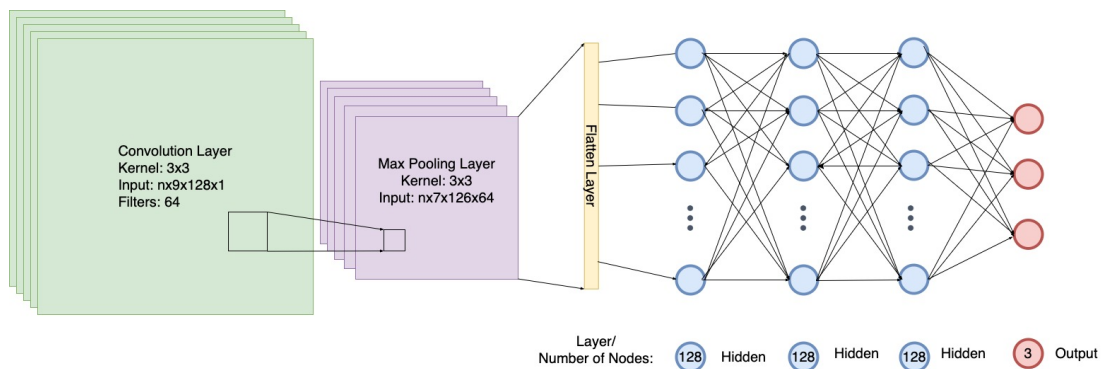 Convolution Layer
Kernel: 3x3
Input: nx9x128x1
Filters: 64
Max Pooling Layer
Kernel: 3x3
Input: nx7x126x64
Flatten Layer
Layer/
Number of Nodes:
128 Hidden
128 Hidden
128 Hidden
3 Output